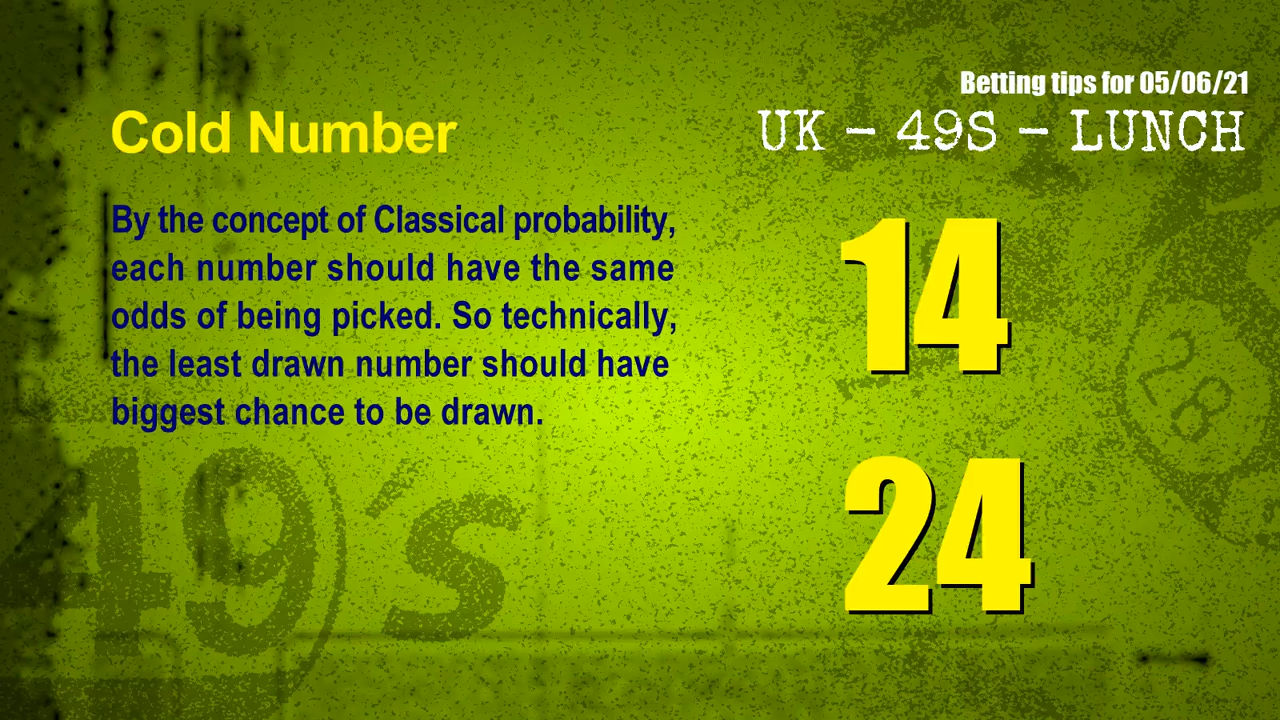 Betting tips for 05/06/21
UK - 49S - LUNCH
Cold Number
By the concept of Classical probability,
each number should have the same
odds of being picked. So technically,
the least drawn number should have
biggest chance to be drawn.
14
24
28
49's